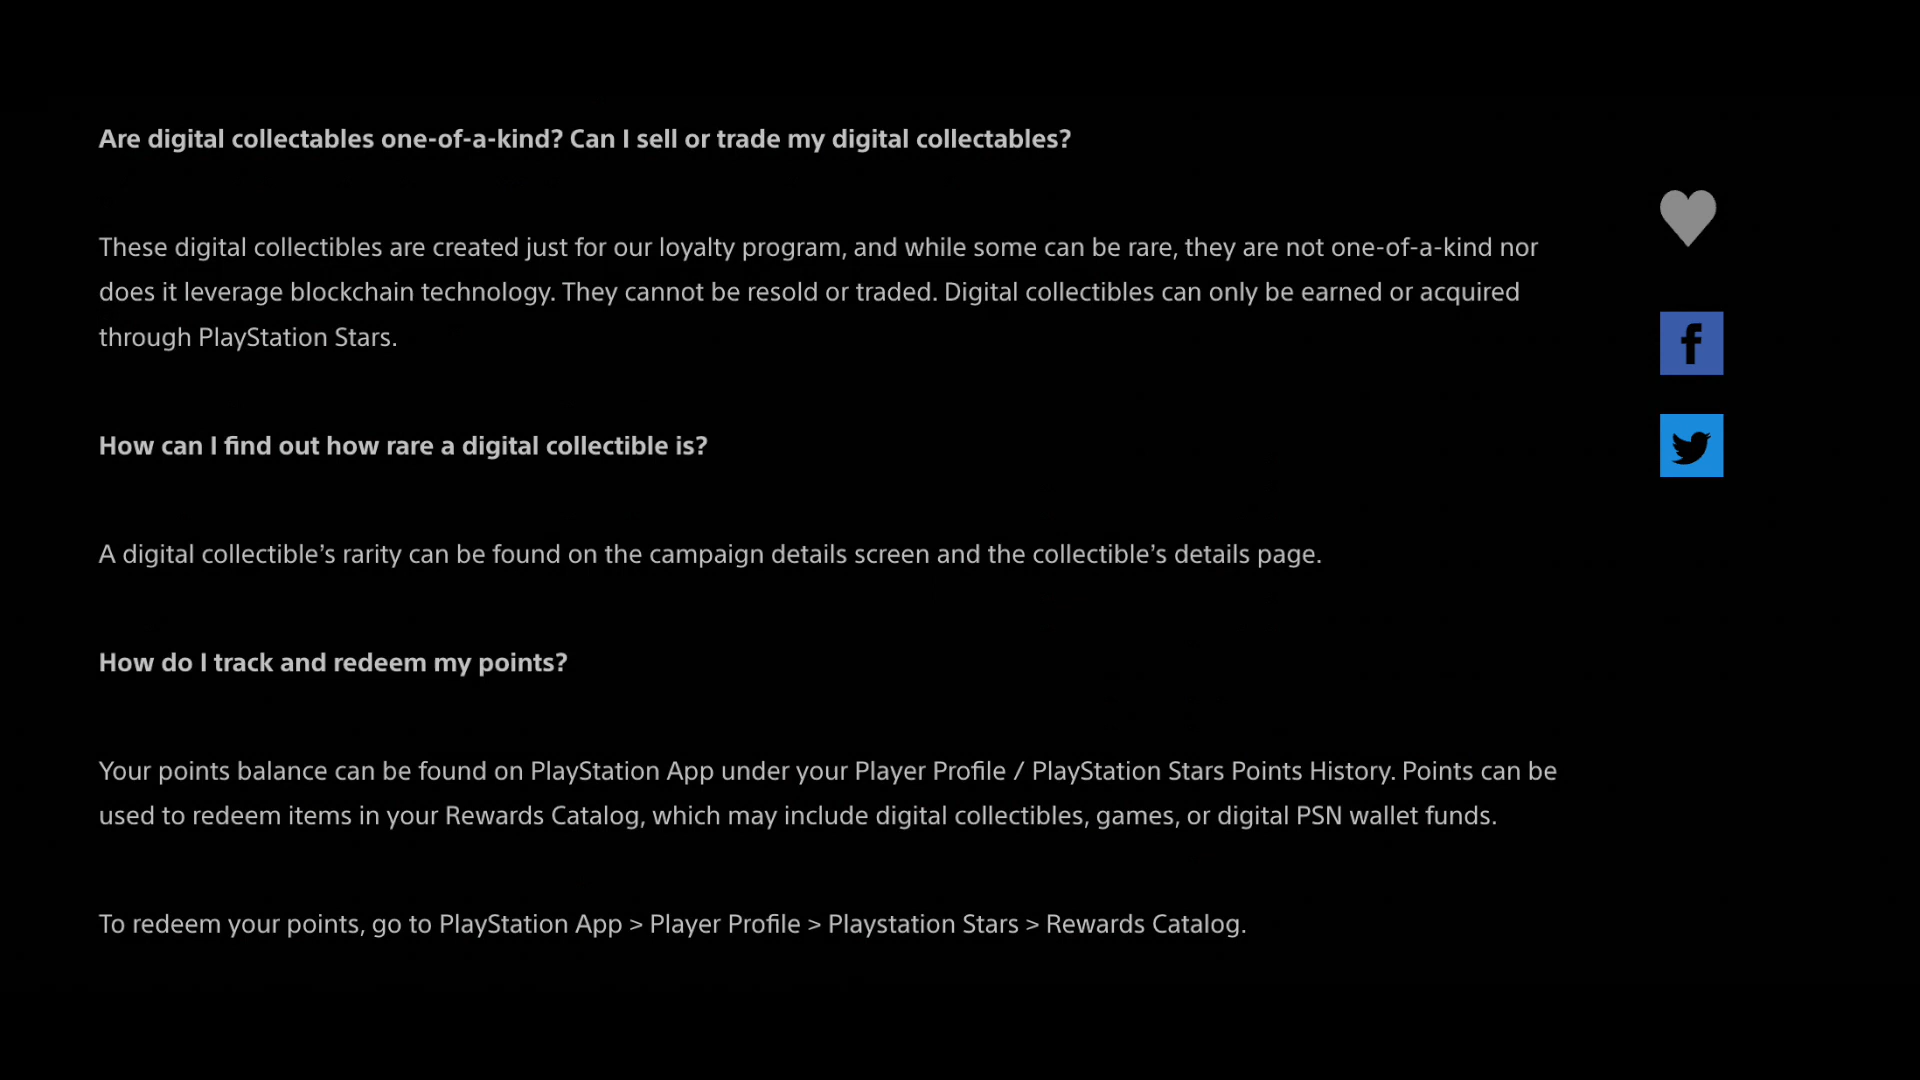 Are digital collectables one-of-a-kind? Can I sell or trade my digital collectables?
These digital collectibles are created just for our loyalty program, and while some can be rare, they are not one-of-a-kind nor
does it leverage blockchain technology. They cannot be resold or traded. Digital collectibles can only be earned or acquired
through PlayStation Stars.
How can I find out how rare a digital collectible is?
A digital collectible’s rarity can be found on the campaign details screen and the collectible’s details page.
How do I track and redeem my points?
Your points balance can be found on PlayStation App under your Player Profile / PlayStation Stars Points History. Points can be
used to redeem items in your Rewards Catalog, which may include digital collectibles, games, or digital PSN wallet funds.
To redeem your points, go to PlayStation App > Player Profile > Playstation Stars > Rewards Catalog.